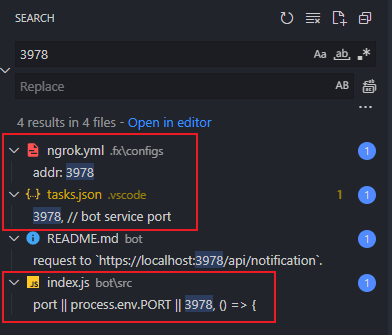 SEARCH
3978
Aa ab .*
Replace
AB
...
4 results in 4 files - Open in editor
ngrok.yml .fx\configs 1
addr: 3978
{..} tasks.json .vscode 1 1
3978, // bot service port
README.md bot 1
request to `https://localhost:3978/api/notification`.
JS index.js bot\src 1
port || process.env.PORT || 3978, () => {